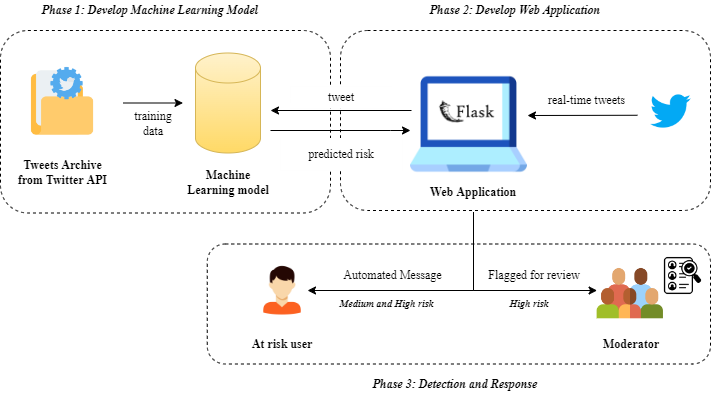 Phase 1: Develop Machine Learning Model
Phase 2: Develop Web Application
training
data
Tweets Archive
from Twitter API
Machine
Learning model
tweet
predicted risk
Flask
Web Application
real-time tweets
Automated Message
Medium and High risk
Flagged for review
High risk
At risk user
Moderator
Phase 3: Detection and Response